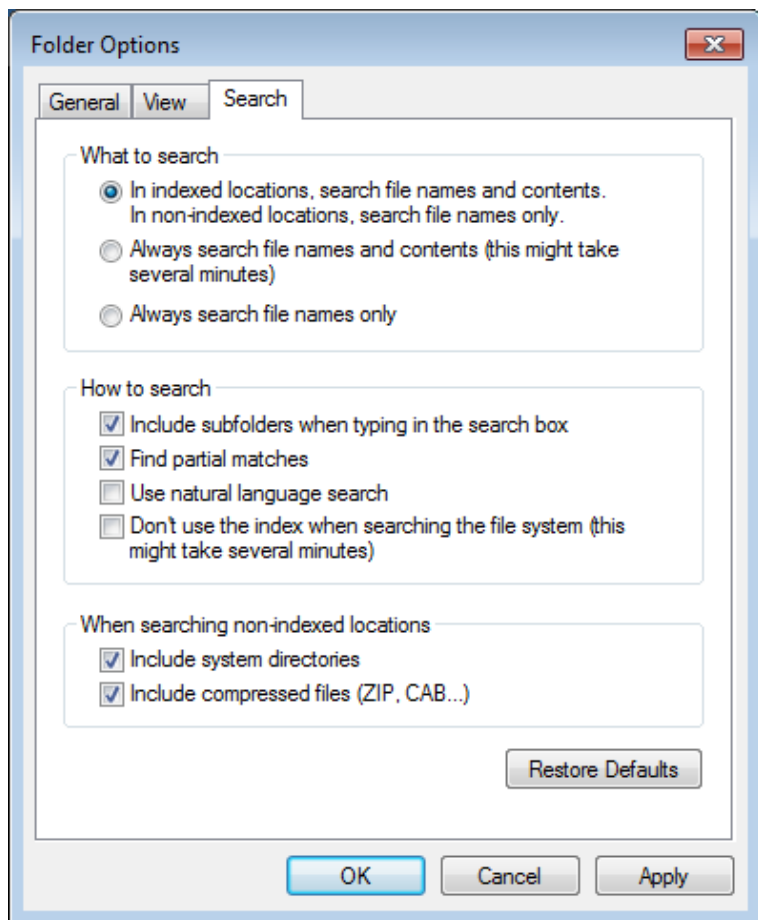 Folder Options
General View Search
What to search
In indexed locations, search file names and contents.
In non-indexed locations, search file names only.
Always search file names and contents (this might take
several minutes)
Always search file names only
How to search
Include subfolders when typing in the search box
Find partial matches
Use natural language search
Don't use the index when searching the file system (this
might take several minutes)
When searching non-indexed locations
Include system directories
Include compressed files (ZIP, CAB...)
Restore Defaults
OK Cancel Apply